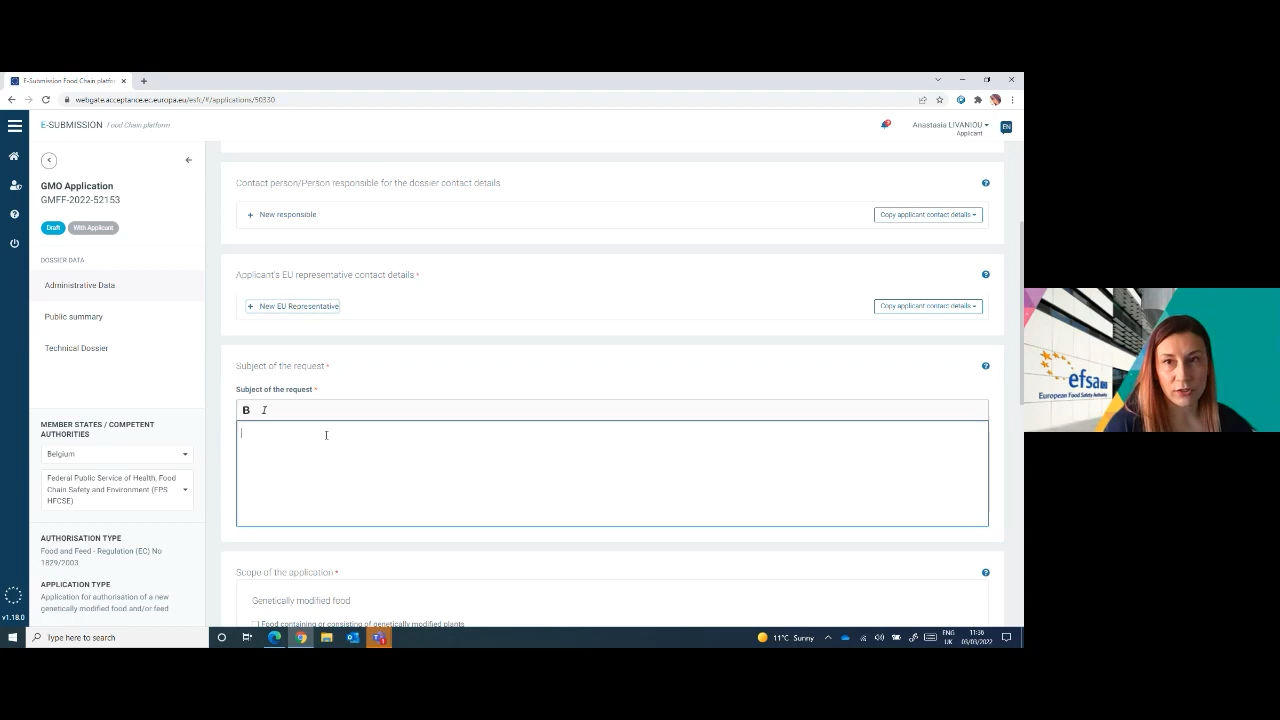 E-Submission Food Chain platfo
webgate.acceptance.ec.europa.eu/esfc/#/applications/50330
E-SUBMISSION Food Chain platform
Anastasia LIVANIOU
Applicant
EN
GMO Application
GMFF-2022-52153
Draft
With Applicant
DOSSIER DATA
Administrative Data
Public summary
Technical Dossier
MEMBER STATES / COMPETENT
AUTHORITIES
Belgium
Federal Public Service of Health, Food
Chain Safety and Environment (FPS
HFCSE)
AUTHORISATION TYPE
Food and Feed - Regulation (EC) No
1829/2003
APPLICATION TYPE
Application for authorisation of a new
genetically modified food and/or feed
v1.18.0
Contact person/Person responsible for the dossier contact details
+ New responsible
Copy applicant contact details
Applicant's EU representative contact details *
+ New EU Representative
Copy applicant contact details
Subject of the request *
Subject of the request *
B I
Scope of the application *
Genetically modified food
Food containing or consisting of genetically modified plants
efsa
European Food Safety Authority
Type here to search
11°C Sunny
ENG
UK
11:36
03/03/2022